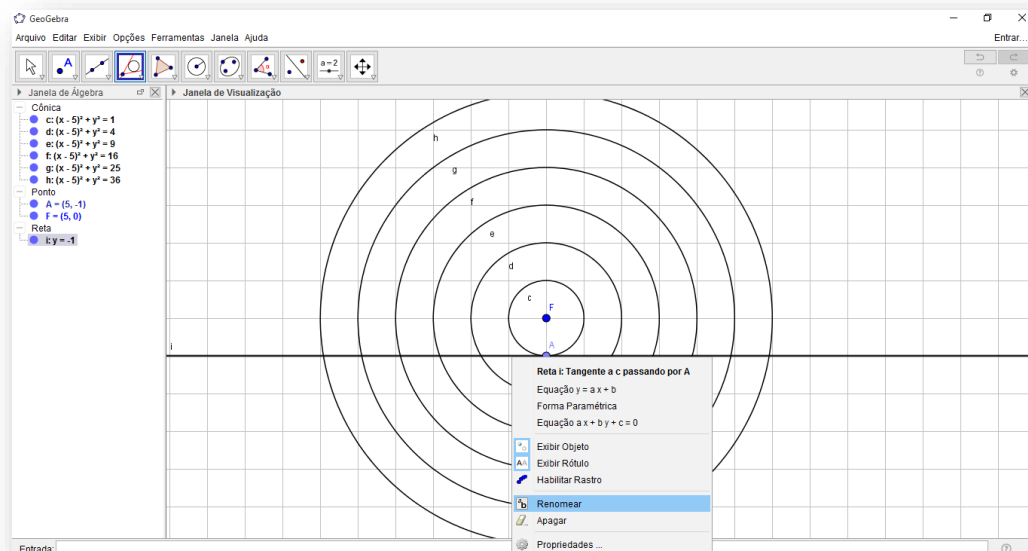 GeoGebra
Arquivo Editar Exibir Opções Ferramentas Janela Ajuda
Entrar...
A
a=2
Janela de Álgebra
Janela de Visualização
Cônica
c: (x - 5)² + y² = 1
d: (x - 5)² + y² = 4
e: (x - 5)² + y² = 9
f: (x - 5)² + y² = 16
g: (x - 5)² + y² = 25
h: (x - 5)² + y² = 36
Ponto
A = (5, -1)
F = (5, 0)
Reta
i: y = -1
h
g
f
e
d
c
F
A
i
Reta i: Tangente a c passando por A
Equação y = a x + b
Forma Paramétrica
Equação a x + b y + c = 0
Exibir Objeto
AA Exibir Rótulo
Habilitar Rastro
Renomear
Apagar
Propriedades ...
Entrada: